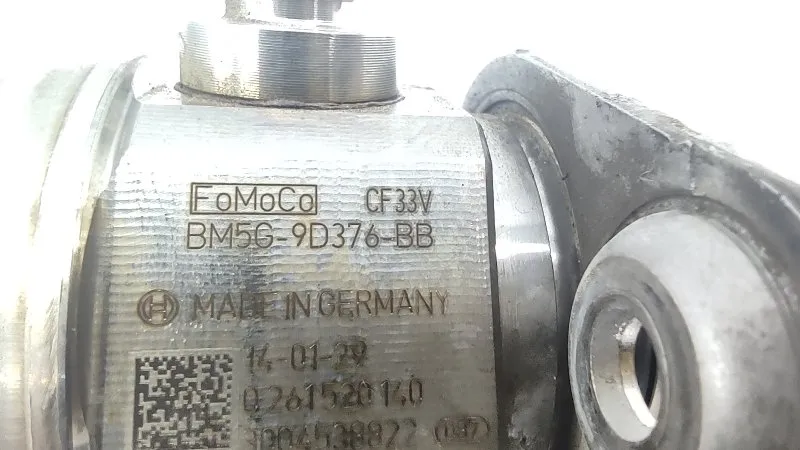 FoMoCo CF33V
BM5G-9D376-BB
MADE IN GERMANY
14-01-29
0261520140